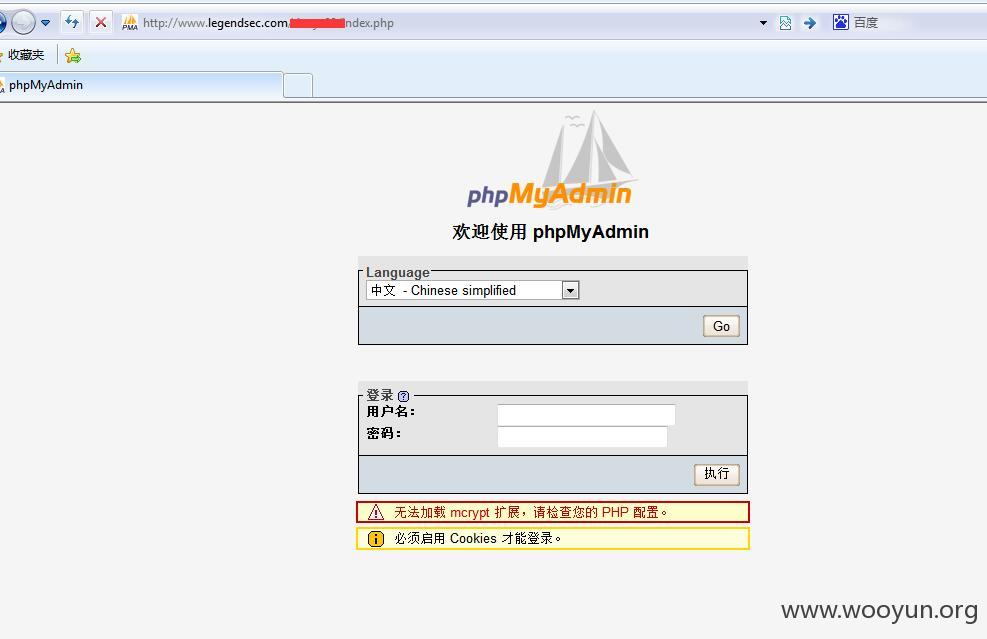 http://www.legendsec.com/ index.php
百度
收藏夹
phpMyAdmin
phpMyAdmin
欢迎使用 phpMyAdmin
Language
中文 - Chinese simplified
Go
登录
用户名:
密码:
执行
无法加载 mcrypt 扩展，请检查您的 PHP 配置。
必须启用 Cookies 才能登录。
www.wooyun.org